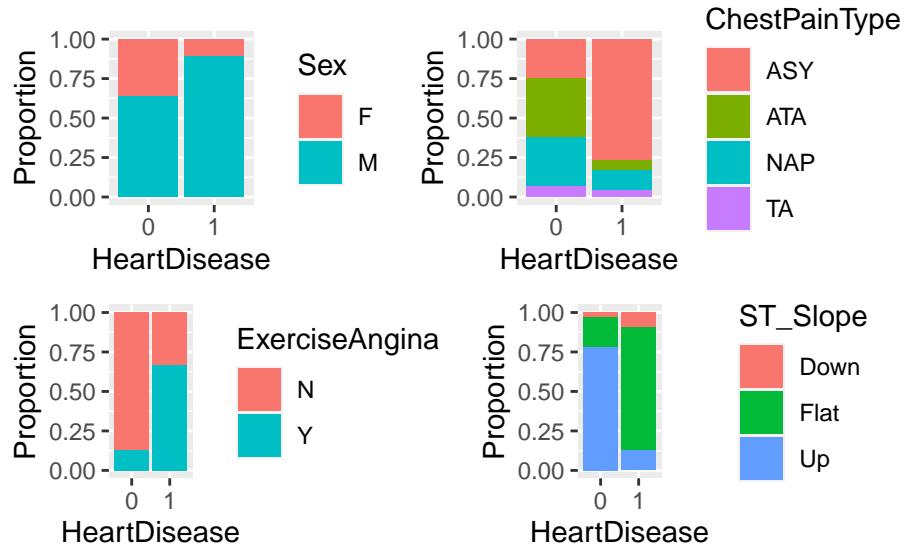 Proportion
1.00
0.75
0.50
0.25
0.00
0 1
HeartDisease
Sex
F
M
Proportion
1.00
0.75
0.50
0.25
0.00
0 1
HeartDisease
ChestPainType
ASY
ATA
NAP
TA
Proportion
1.00
0.75
0.50
0.25
0.00
0 1
HeartDisease
ExerciseAngina
N
Y
Proportion
1.00
0.75
0.50
0.25
0.00
0 1
HeartDisease
ST_Slope
Down
Flat
Up